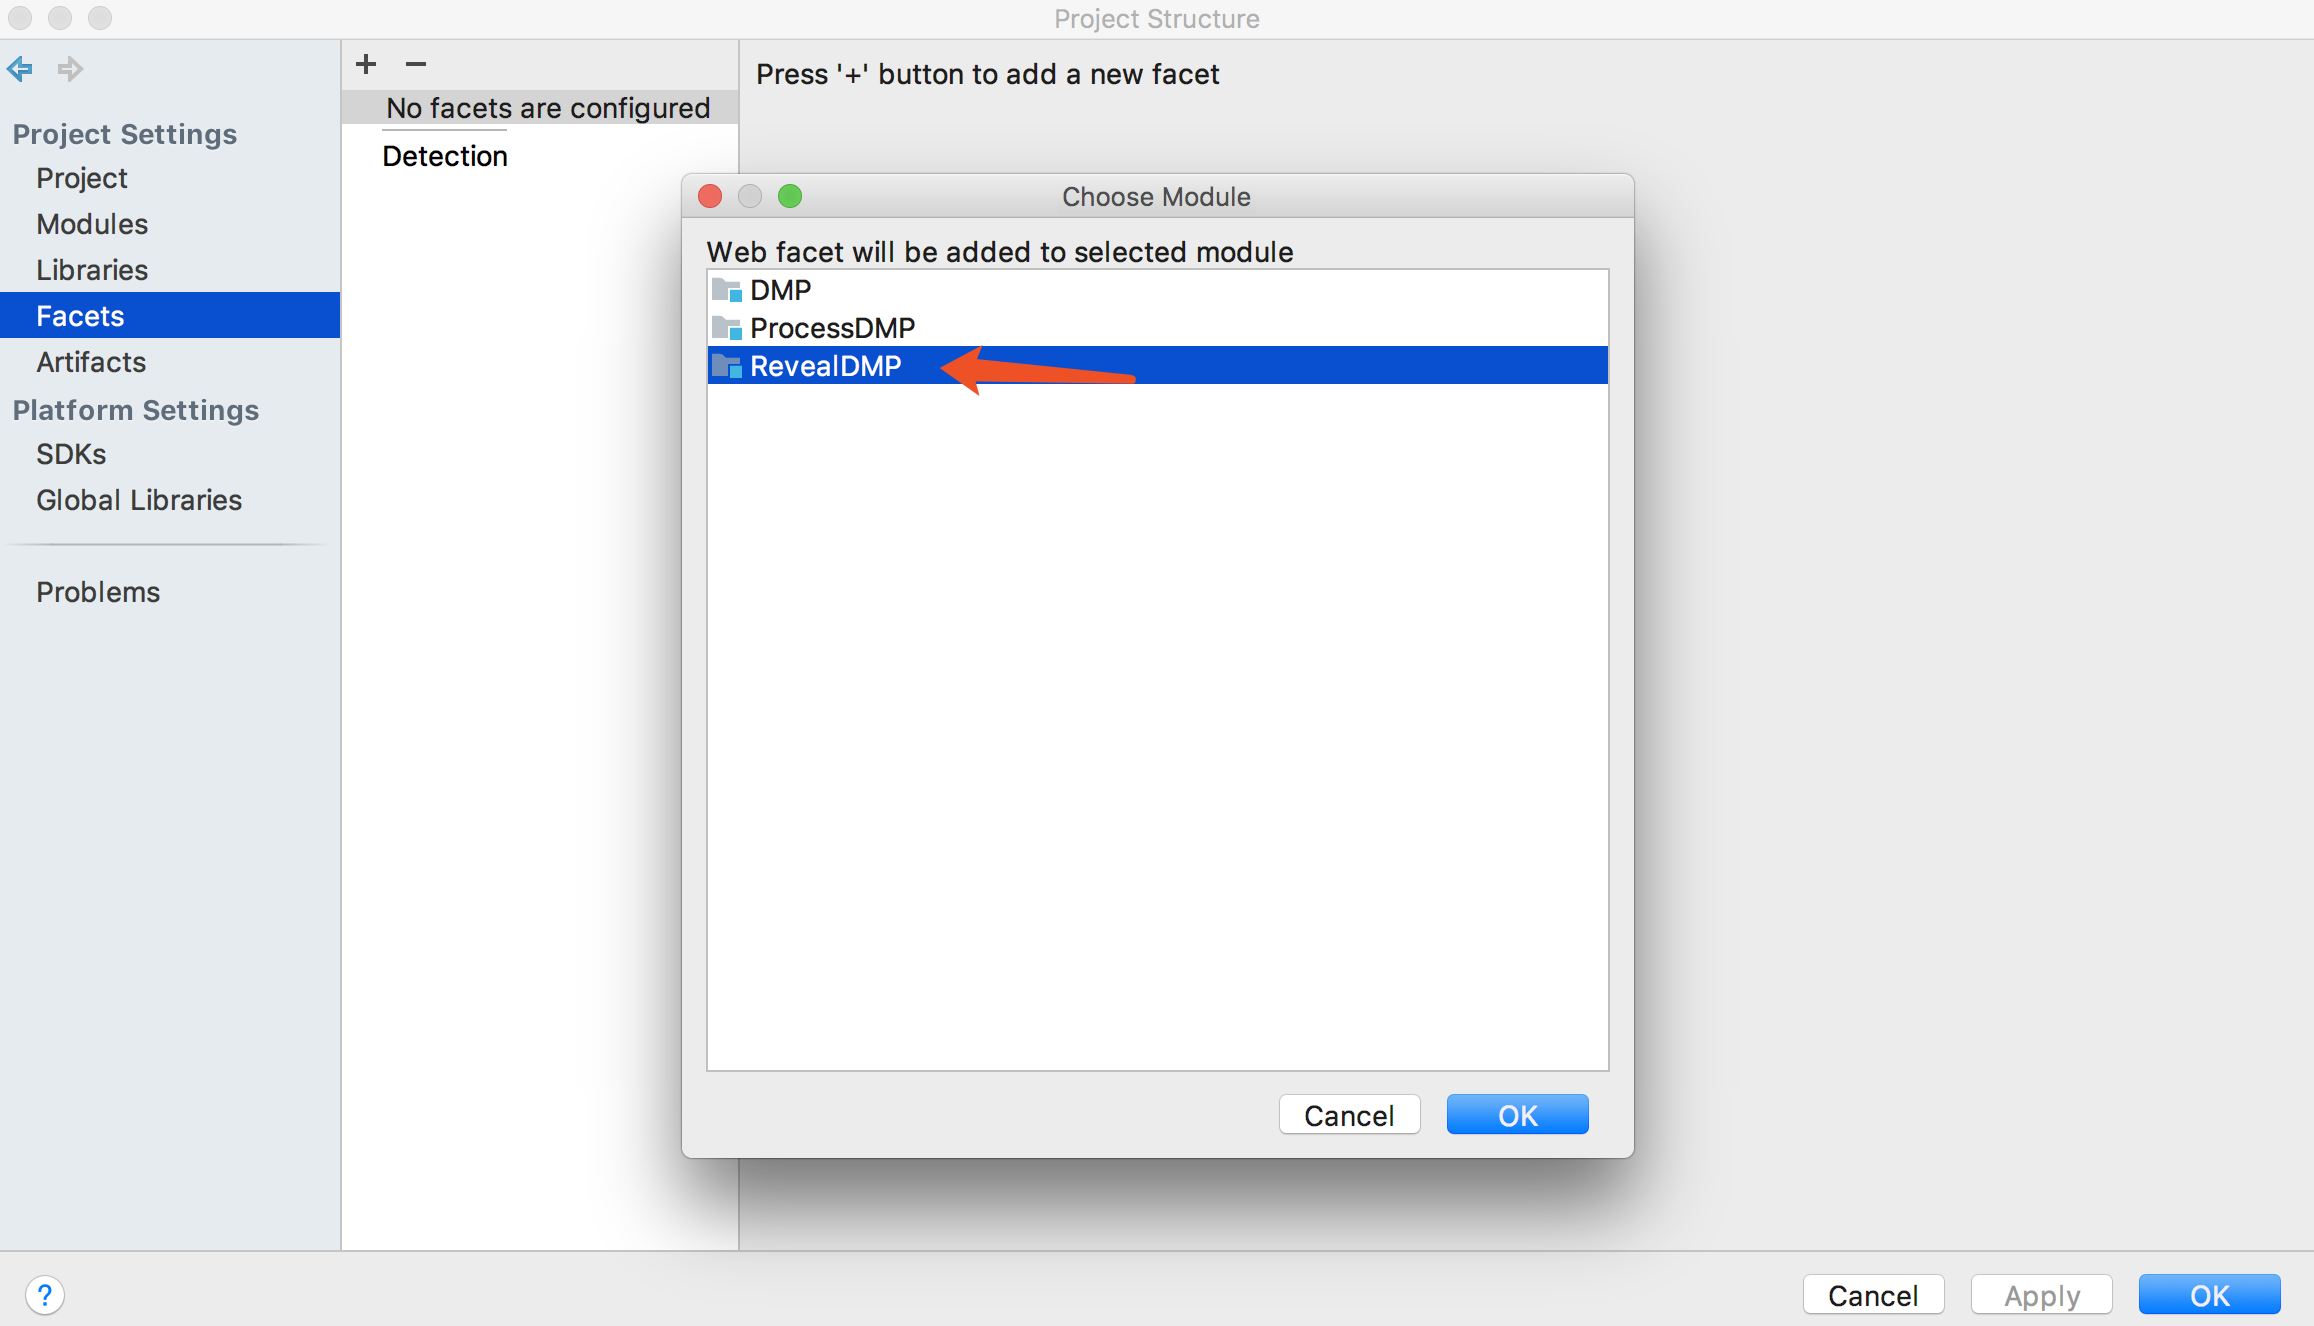 Project Structure
+ −
Press '+' button to add a new facet
No facets are configured
Detection
Project Settings
Project
Modules
Libraries
Facets
Artifacts
Platform Settings
SDKs
Global Libraries
Problems
Choose Module
Web facet will be added to selected module
DMP
ProcessDMP
RevealDMP
Cancel OK
? Cancel Apply OK